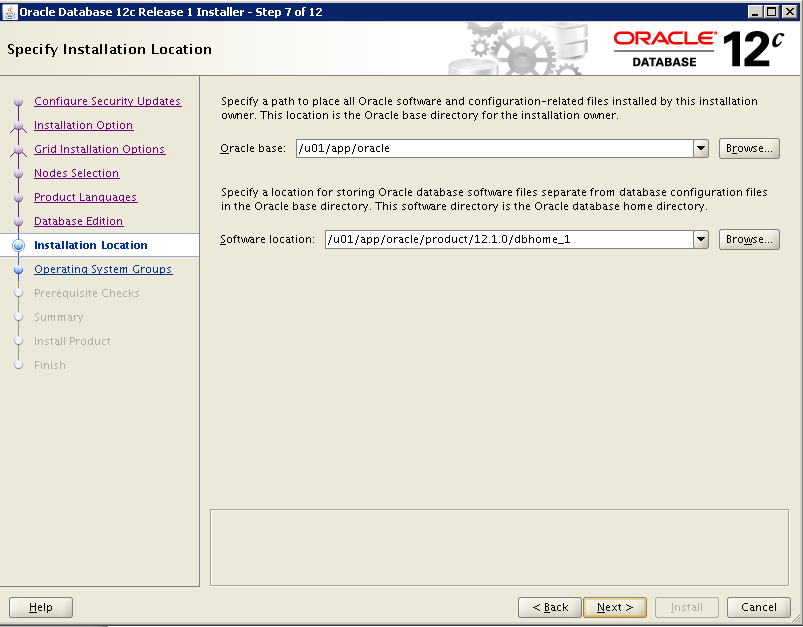 Oracle Database 12c Release 1 Installer - Step 7 of 12
Specify Installation Location
ORACLE
DATABASE
12c
Configure Security Updates
Installation Option
Grid Installation Options
Nodes Selection
Product Languages
Database Edition
Installation Location
Operating System Groups
Prerequisite Checks
Summary
Install Product
Finish
Specify a path to place all Oracle software and configuration-related files installed by this installation
owner. This location is the Oracle base directory for the installation owner.
Oracle base: /u01/app/oracle Browse...
Specify a location for storing Oracle database software files separate from database configuration files
in the Oracle base directory. This software directory is the Oracle database home directory.
Software location: /u01/app/oracle/product/12.1.0/dbhome_1 Browse...
Help < Back Next > Install Cancel